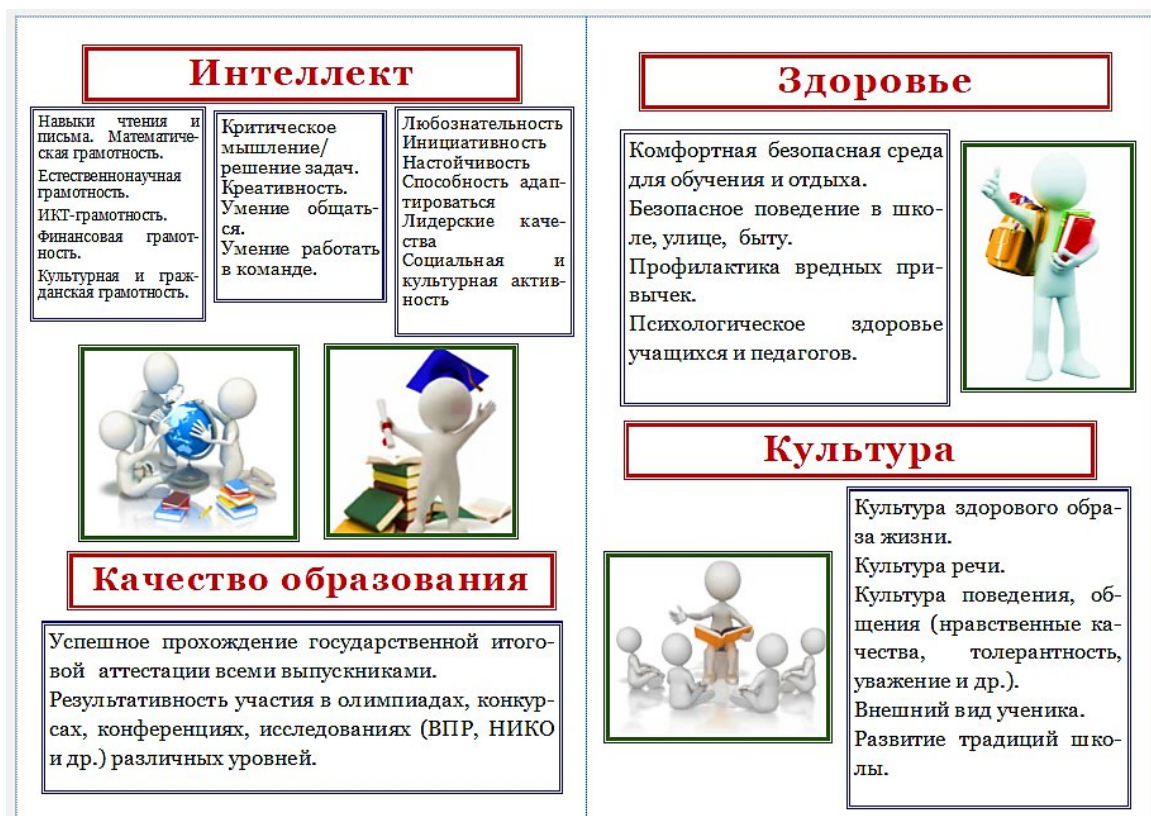 Интеллект
Навыки чтения и
письма. Математиче-
ская грамотность.
Естественнонаучная
грамотность.
ИКТ-грамотность.
Финансовая грамот-
ность.
Культурная и граж-
данская грамотность.
Критическое
мышление/
решение задач.
Креативность.
Умение общать-
ся.
Умение работать
в команде.
Любознательность
Инициативность
Настойчивость
Способность адап-
тироваться
Лидерские каче-
ства
Социальная и
культурная актив-
ность
Качество образования
Успешное прохождение государственной итого-
вой аттестации всеми выпускниками.
Результативность участия в олимпиадах, конкур-
сах, конференциях, исследованиях (ВПР, НИКО
и др.) различных уровней.
Здоровье
Комфортная безопасная среда
для обучения и отдыха.
Безопасное поведение в шко-
ле, улице, быту.
Профилактика вредных при-
вычек.
Психологическое здоровье
учащихся и педагогов.
Культура
Культура здорового обра-
за жизни.
Культура речи.
Культура поведения, об-
щения (нравственные ка-
чества, толерантность,
уважение и др.).
Внешний вид ученика.
Развитие традиций шко-
лы.